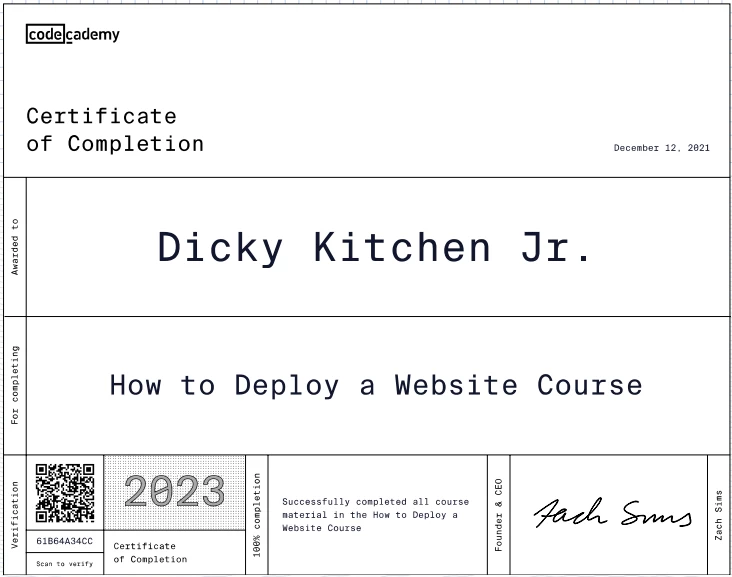 codecademy
Certificate
of Completion
December 12, 2021
Awarded to
Dicky Kitchen Jr.
For completing
How to Deploy a Website Course
Verification
61B64A34CC
Scan to verify
2023
Certificate
of Completion
100% completion
Successfully completed all course
material in the How to Deploy a
Website Course
Founder & CEO
Zach Sims
Zach Sims